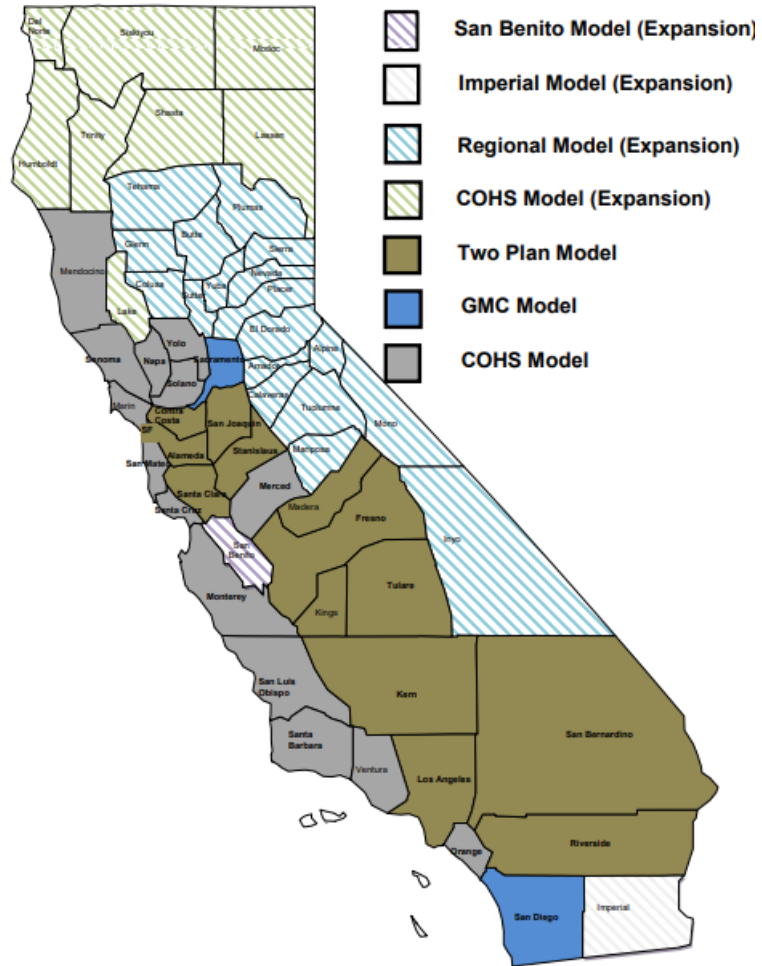 San Benito Model (Expansion)
Imperial Model (Expansion)
Regional Model (Expansion)
COHS Model (Expansion)
Two Plan Model
GMC Model
COHS Model
Del
Norte
Siskiyou
Modoc
Humboldt
Trinity
Shasta
Lassen
Tehama
Plumas
Mendocino
Glenn
Butte
Sierra
Lake
Colusa
Sutter
Yuba
Nevada
Placer
Sonoma
Napa
Yolo
Solano
Sacramento
El Dorado
Alpine
Amador
Calaveras
Tuolumne
Mono
Marin
Contra
Costa
San Joaquin
SF
Alameda
Stanislaus
Mariposa
San Mateo
Santa Clara
Merced
Santa Cruz
Madera
Fresno
San
Benito
Inyo
Monterey
Kings
Tulare
San Luis
Obispo
Kern
San Bernardino
Santa
Barbara
Ventura
Los Angeles
Orange
Riverside
San Diego
Imperial